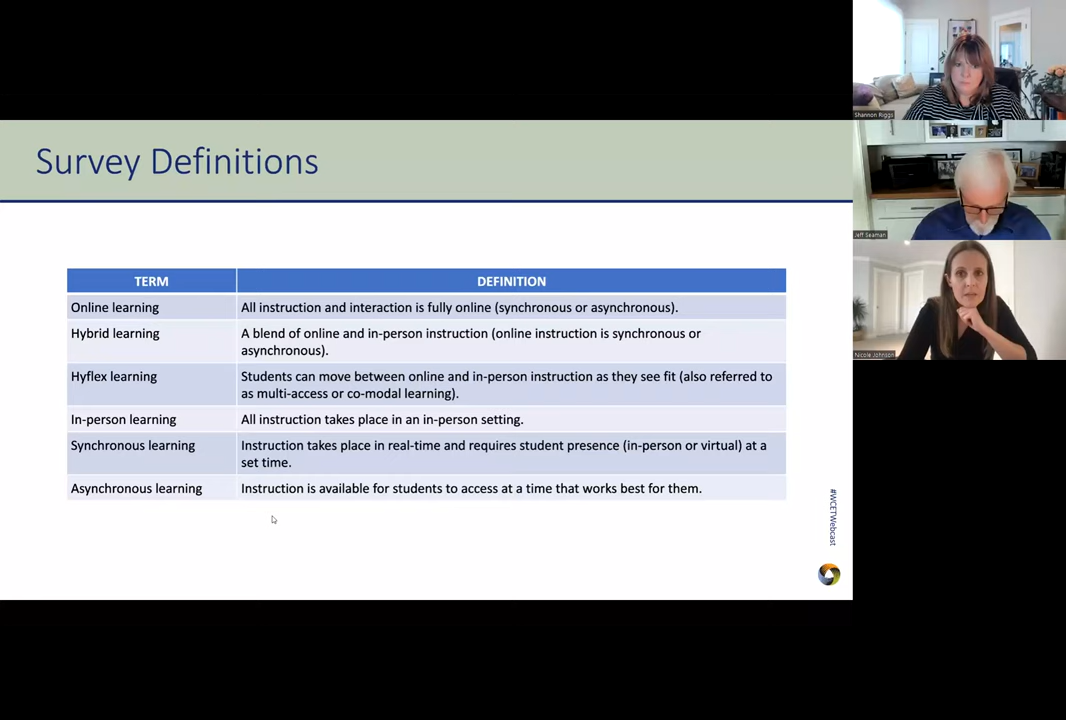 Survey Definitions
TERM
DEFINITION
Online learning
All instruction and interaction is fully online (synchronous or asynchronous).
Hybrid learning
A blend of online and in-person instruction (online instruction is synchronous or
asynchronous).
Hyflex learning
Students can move between online and in-person instruction as they see fit (also referred to
as multi-access or co-modal learning).
In-person learning
All instruction takes place in an in-person setting.
Synchronous learning
Instruction takes place in real-time and requires student presence (in-person or virtual) at a
set time.
Asynchronous learning
Instruction is available for students to access at a time that works best for them.
#WCETWebcast
Shannon Riggs
Jeff Seaman
Nicole Johnson